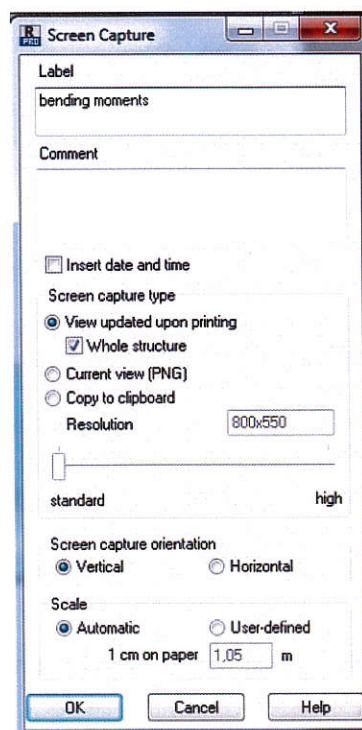 R PRO Screen Capture
Label
bending moments
Comment
Insert date and time
Screen capture type
View updated upon printing
Whole structure
Current view (PNG)
Copy to clipboard
Resolution 800x550
standard high
Screen capture orientation
Vertical Horizontal
Scale
Automatic User-defined
1 cm on paper 1,05 m
OK Cancel Help